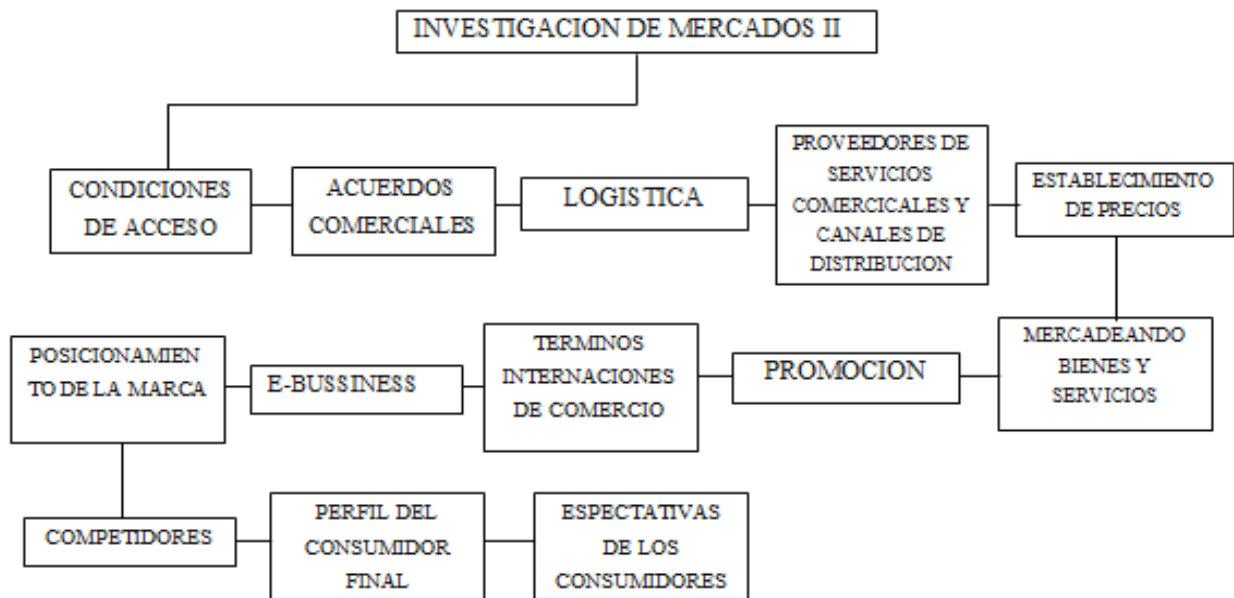 INVESTIGACION DE MERCADOS II
CONDICIONES
DE ACCESO
ACUERDOS
COMERCIALES
LOGISTICA
PROVEEDORES DE
SERVICIOS
COMERCICALES Y
CANALES DE
DISTRIBUCION
ESTABLECIMIENTO
DE PRECIOS
MERCADEANDO
BIENES Y
SERVICIOS
PROMOCION
TERMINOS
INTERNACIONES
DE COMERCIO
E-BUSSINESS
POSICIONAMIEN
TO DE LA MARCA
COMPETIDORES
PERFIL DEL
CONSUMIDOR
FINAL
ESPECTATIVAS
DE LOS
CONSUMIDORES